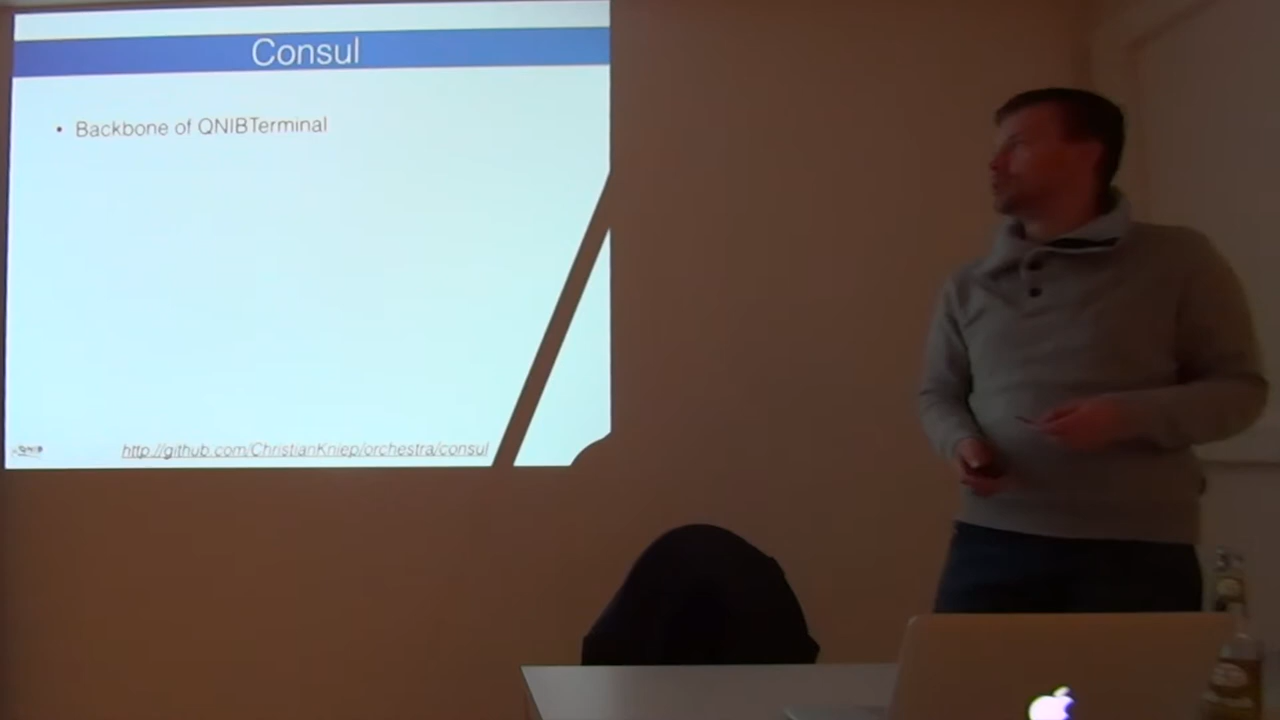 Consul
• Backbone of QNIBTerminal
http://github.com/ChristianKniep/orchestra/consul